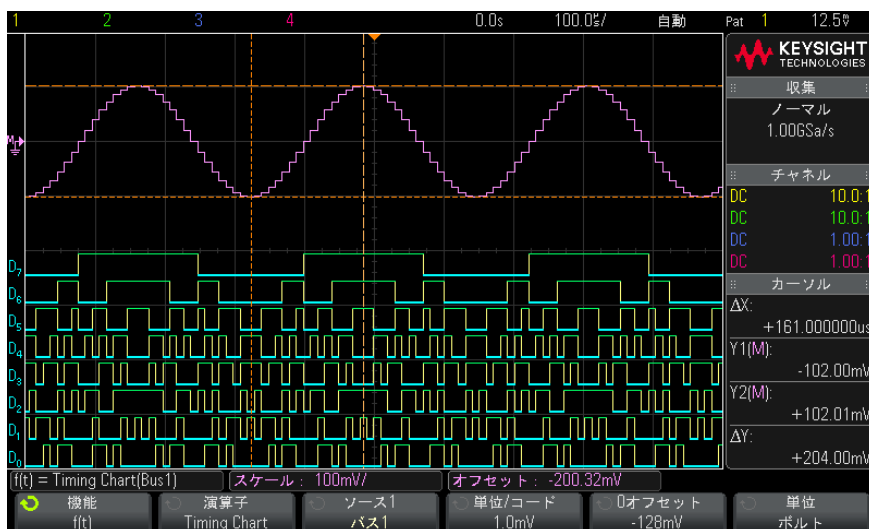 1 2 3 4 0.0s 100.0㎲/ 自動 Pat 1 12.5㎷
KEYSIGHT
TECHNOLOGIES
収集
ノーマル
1.00GSa/s
チャネル
DC 10.0:1
DC 10.0:1
DC 1.00:1
DC 1.00:1
カーソル
ΔX:
+161.000000us
Y1(M):
-102.00mV
Y2(M):
+102.01mV
ΔY:
+204.00mV
M
D7
D6
D5
D4
D3
D2
D1
D0
f(t) = Timing Chart(Bus1) スケール: 100mV/ オフセット: -200.32mV
機能 演算子 ソース1 単位/コード 0オフセット 単位
f(t) Timing Chart バス1 1.0mV -128mV ボルト